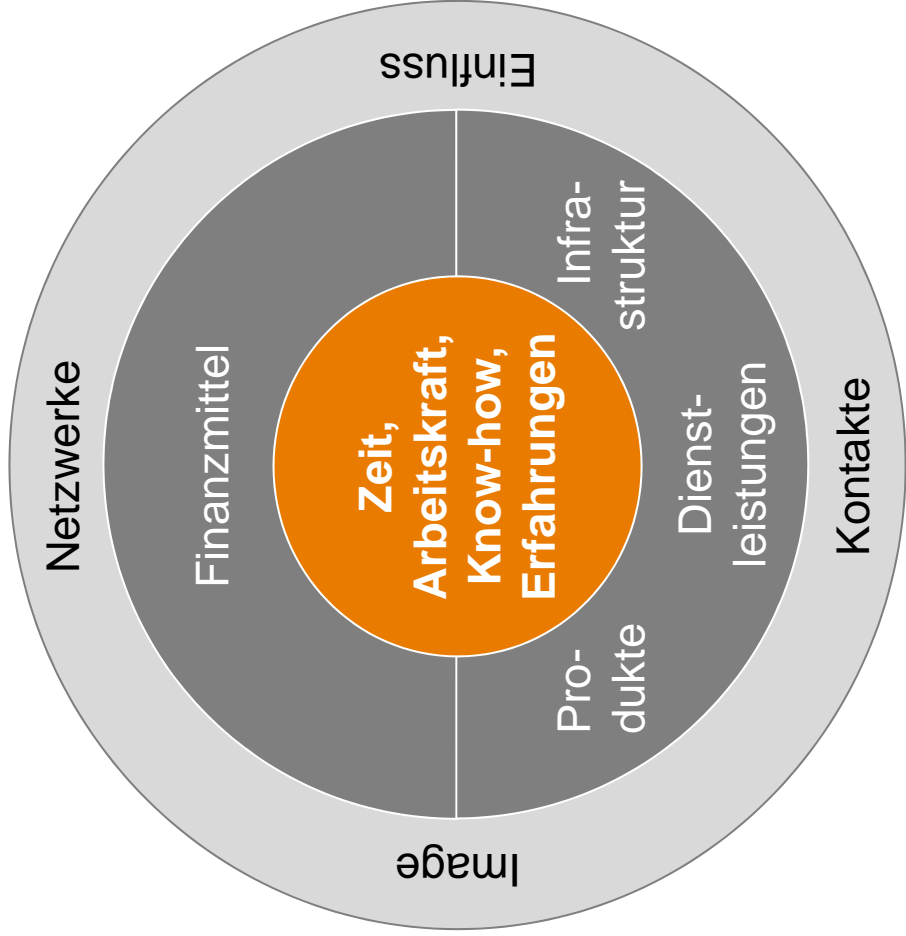 Netzwerke
Einfluss
Finanzmittel
Zeit,
Arbeitskraft,
Know-how,
Erfahrungen
Infra-
struktur
Dienst-
leistungen
Pro-
dukte
Kontakte
Image